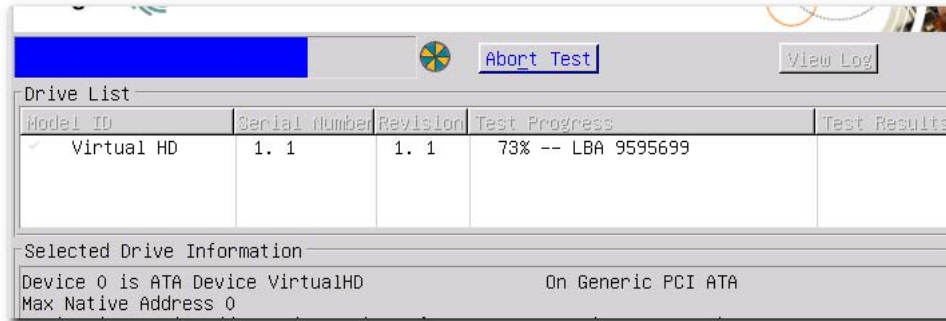 Abort Test
View Log
Drive List
Model ID Serial Number Revision Test Progress Test Results
Virtual HD 1. 1 1. 1 73% -- LBA 9595699
Selected Drive Information
Device 0 is ATA Device VirtualHD On Generic PCI ATA
Max Native Address 0